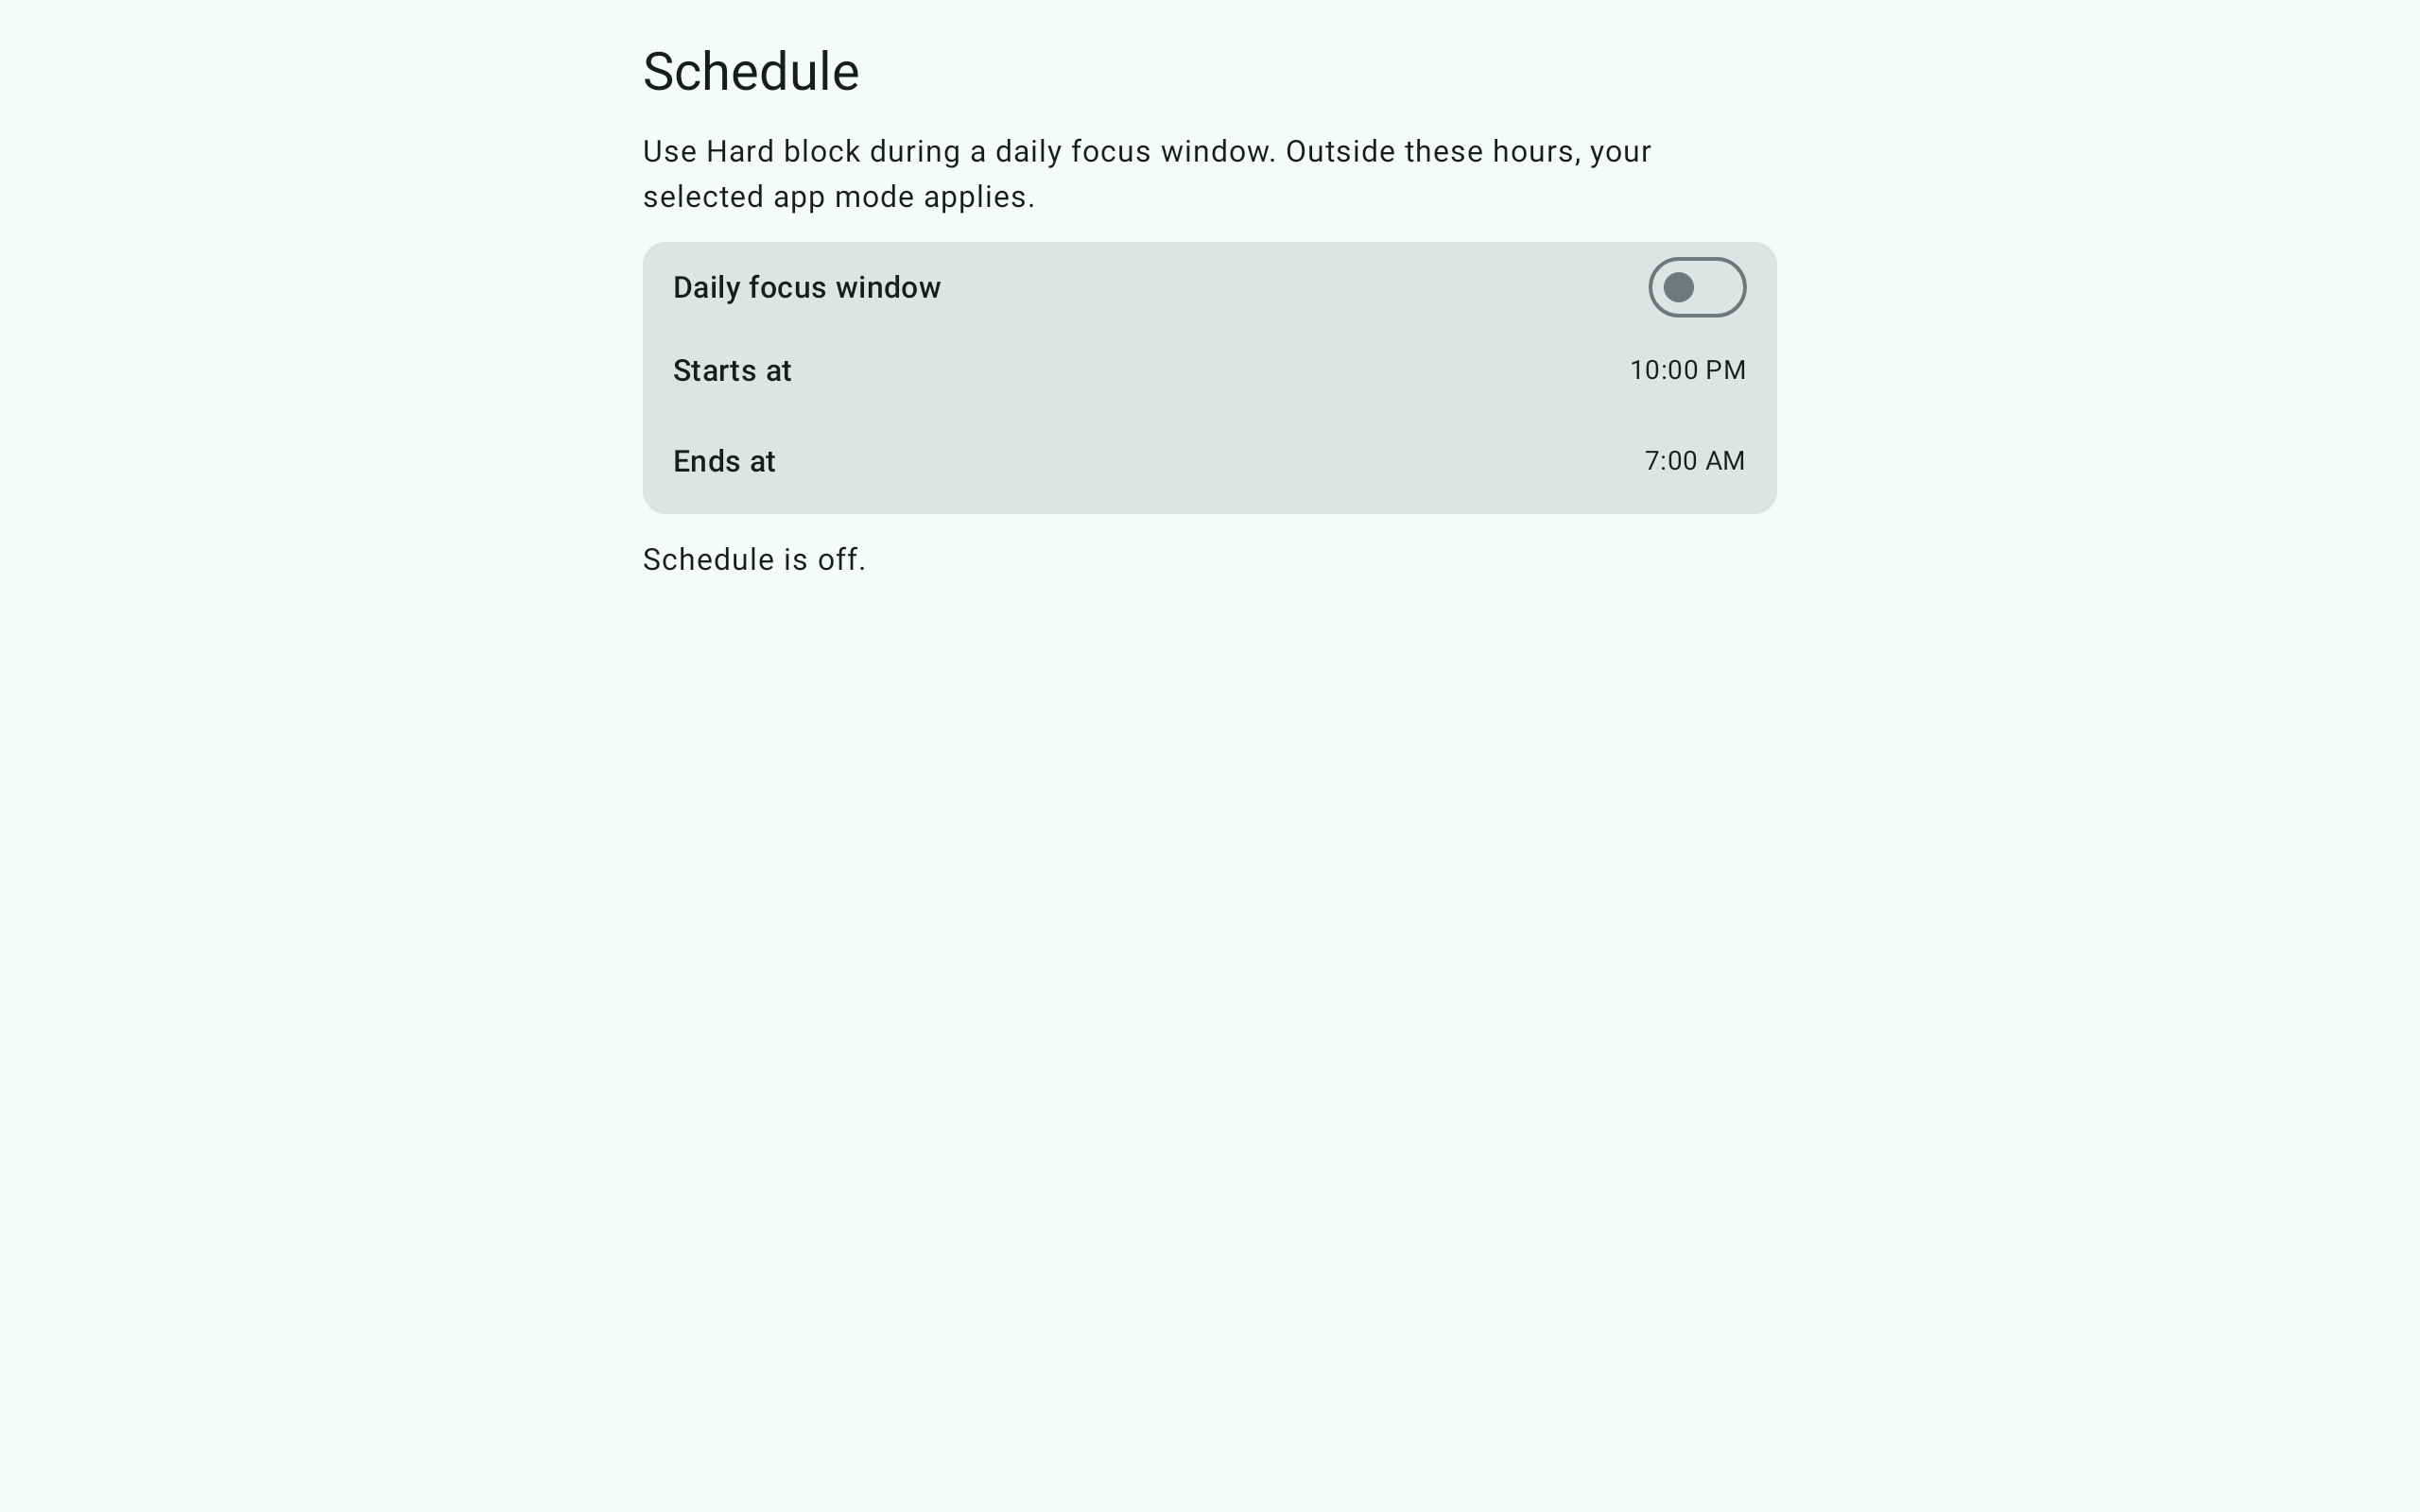 Schedule
Use Hard block during a daily focus window. Outside these hours, your
selected app mode applies.
Daily focus window
Starts at 10:00 PM
Ends at 7:00 AM
Schedule is off.